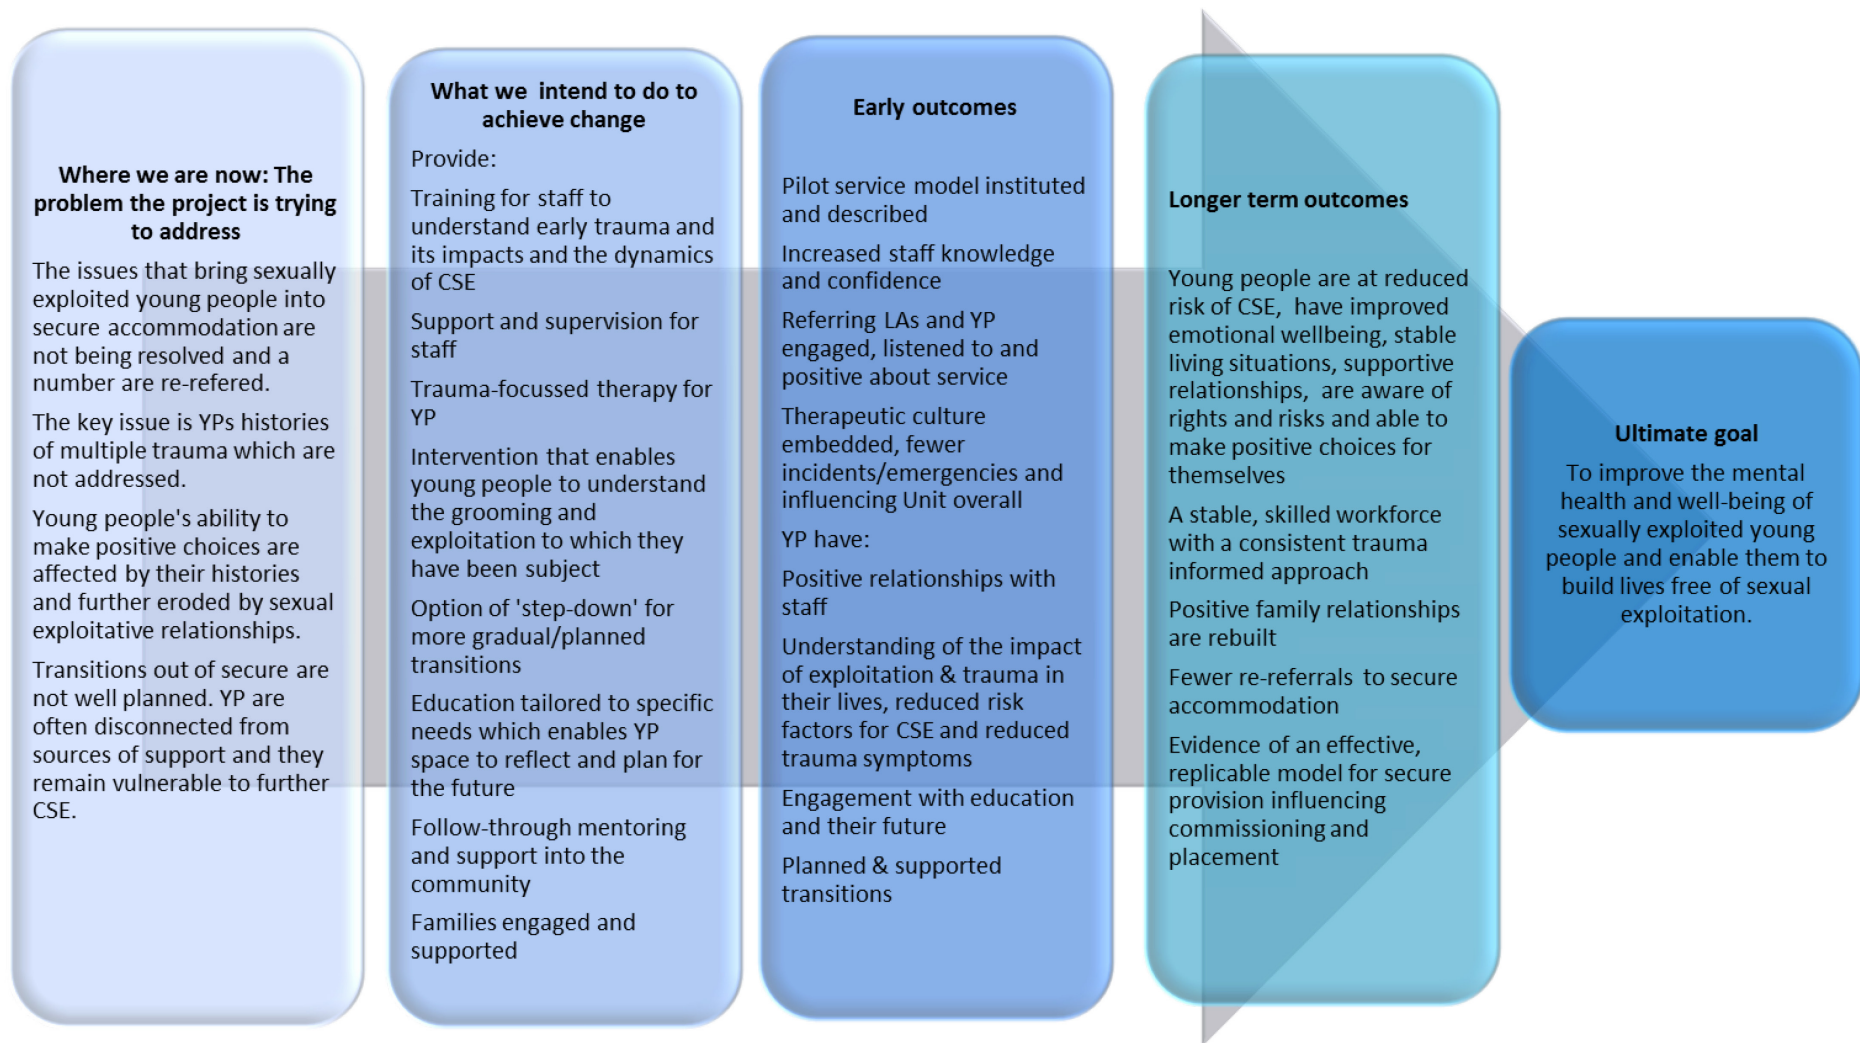 Where we are now: The
problem the project is trying
to address
The issues that bring sexually
exploited young people into
secure accommodation are
not being resolved and a
number are re-refered.
The key issue is YPs histories
of multiple trauma which are
not addressed.
Young people's ability to
make positive choices are
affected by their histories
and further eroded by sexual
exploitative relationships.
Transitions out of secure are
not well planned. YP are
often disconnected from
sources of support and they
remain vulnerable to further
CSE.
What we intend to do to
achieve change
Provide:
Training for staff to
understand early trauma and
its impacts and the dynamics
of CSE
Support and supervision for
staff
Trauma-focussed therapy for
YP
Intervention that enables
young people to understand
the grooming and
exploitation to which they
have been subject
Option of 'step-down' for
more gradual/planned
transitions
Education tailored to specific
needs which enables YP
space to reflect and plan for
the future
Follow-through mentoring
and support into the
community
Families engaged and
supported
Early outcomes
Pilot service model instituted
and described
Increased staff knowledge
and confidence
Referring LAs and YP
engaged, listened to and
positive about service
Therapeutic culture
embedded, fewer
incidents/emergencies and
influencing Unit overall
YP have:
Positive relationships with
staff
Understanding of the impact
of exploitation & trauma in
their lives, reduced risk
factors for CSE and reduced
trauma symptoms
Engagement with education
and their future
Planned & supported
transitions
Longer term outcomes
Young people are at reduced
risk of CSE, have improved
emotional wellbeing, stable
living situations, supportive
relationships, are aware of
rights and risks and able to
make positive choices for
themselves
A stable, skilled workforce
with a consistent trauma
informed approach
Positive family relationships
are rebuilt
Fewer re-referrals to secure
accommodation
Evidence of an effective,
replicable model for secure
provision influencing
commissioning and
placement
Ultimate goal
To improve the mental
health and well-being of
sexually exploited young
people and enable them to
build lives free of sexual
exploitation.